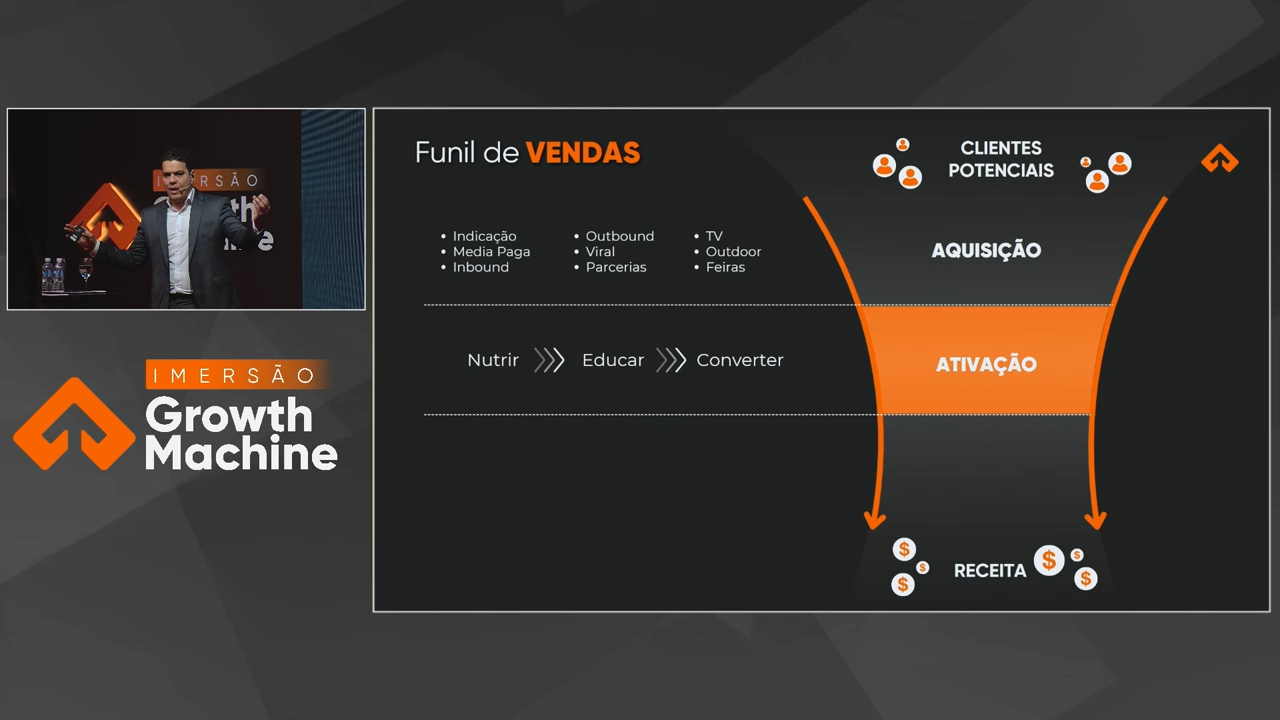 IMERSÃO
Growth
Machine
Funil de VENDAS
CLIENTES
POTENCIAIS
• Indicação
• Media Paga
• Inbound
• Outbound
• Viral
• Parcerias
• TV
• Outdoor
• Feiras
AQUISIÇÃO
Nutrir
Educar
Converter
ATIVAÇÃO
$
$
$
RECEITA
$
$
$
IMERSÃO
Growth
Machine